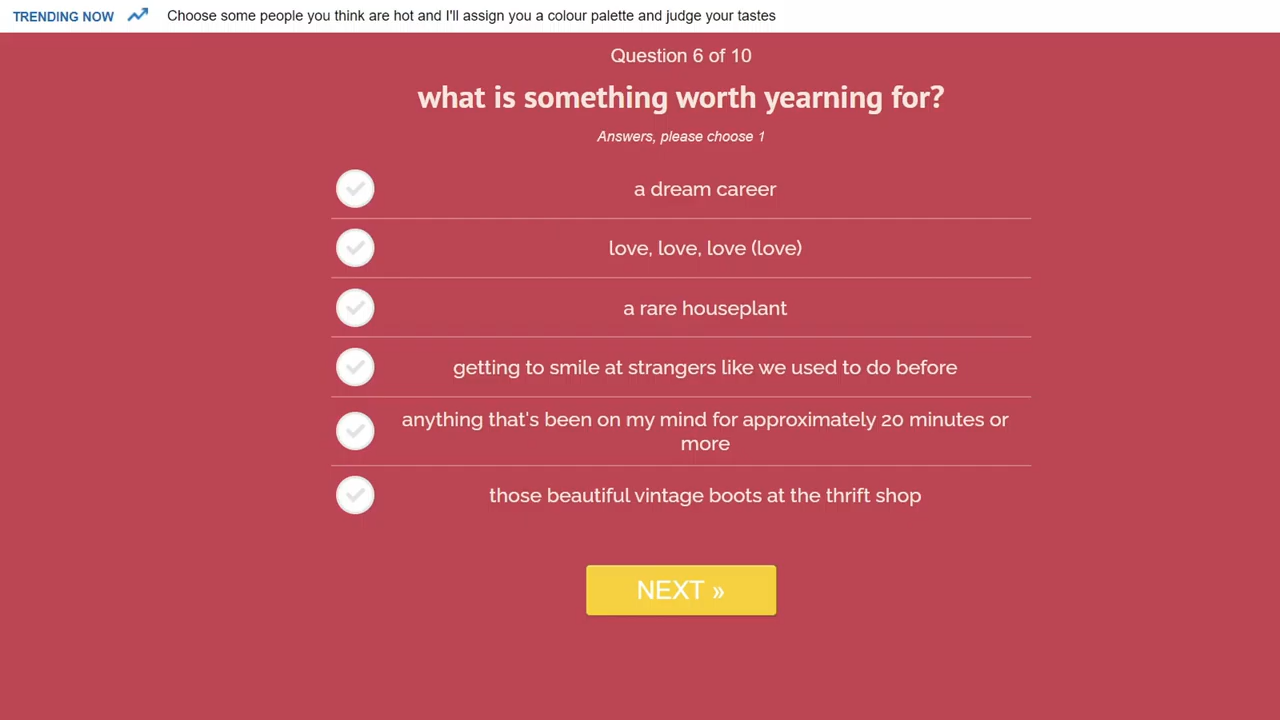 TRENDING NOW Choose some people you think are hot and I'll assign you a colour palette and judge your tastes
Question 6 of 10
what is something worth yearning for?
Answers, please choose 1
a dream career
love, love, love (love)
a rare houseplant
getting to smile at strangers like we used to do before
anything that's been on my mind for approximately 20 minutes or
more
those beautiful vintage boots at the thrift shop
NEXT »